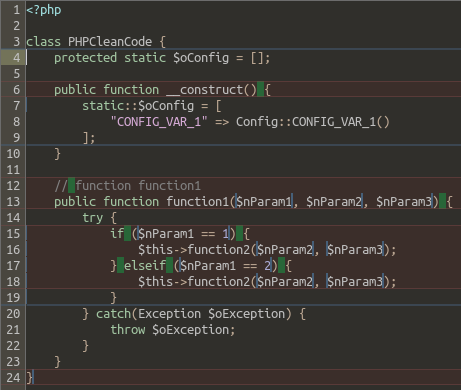 1 <?php
2
3 class PHPCleanCode {
4     protected static $oConfig = [];
5
6     public function __construct() {
7         static::$oConfig = [
8             "CONFIG_VAR_1" => Config::CONFIG_VAR_1()
9         ];
10     }
11
12     // function function1
13     public function function1($nParam1, $nParam2, $nParam3) {
14         try {
15             if ($nParam1 == 1) {
16                 $this->function2($nParam2, $nParam3);
17             } elseif ($nParam1 == 2) {
18                 $this->function2($nParam2, $nParam3);
19             }
20         } catch(Exception $oException) {
21             throw $oException;
22         }
23     }
24 }